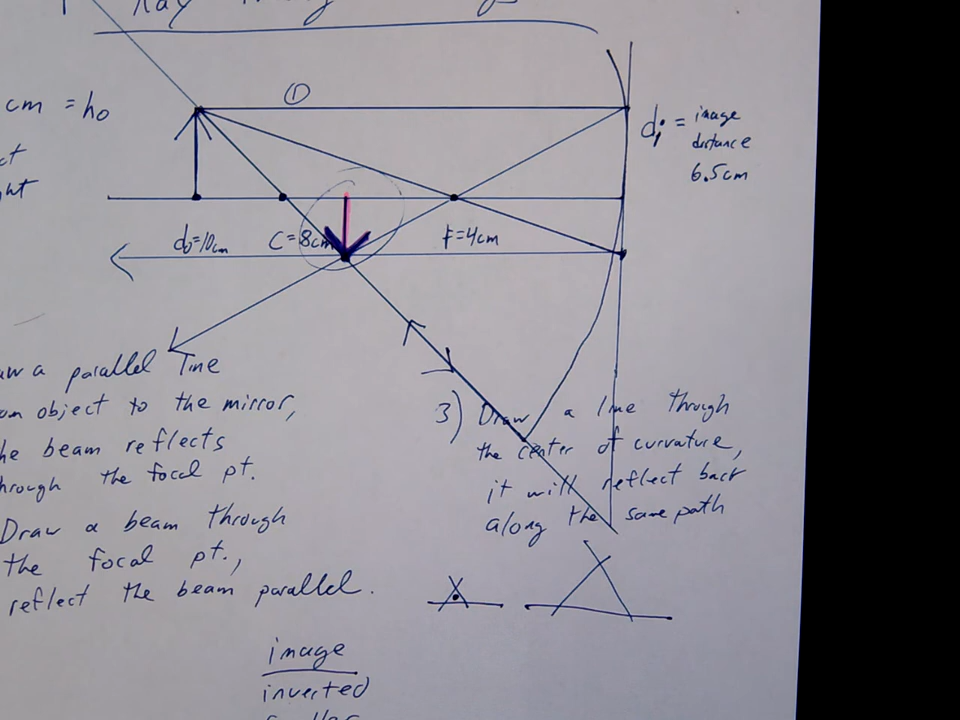 Ray
①
cm = ho
di = image
distance
6.5cm
do=10cm
C=8cm
F=4cm
a parallel line
object to the mirror,
beam reflects
the focal pt.
Draw a beam through
the focal pt.,
reflect the beam parallel.
3) Draw a line through
the center of curvature,
it will reflect back
along the same path
image
inverted